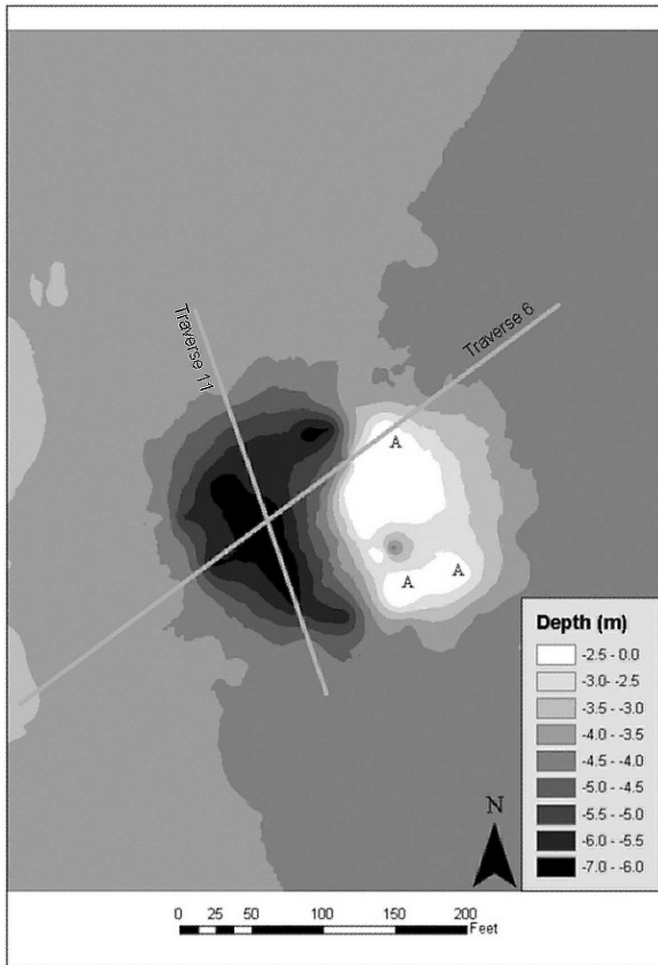 Traverse 11
Traverse 6
A
A
A
Depth (m)
-2.5 - 0.0
-3.0- -2.5
-3.5 - -3.0
-4.0 - -3.5
-4.5 - -4.0
-5.0 - -4.5
-5.5 - -5.0
-6.0 - -5.5
-7.0 - -6.0
N
0 25 50 100 150 200
Feet